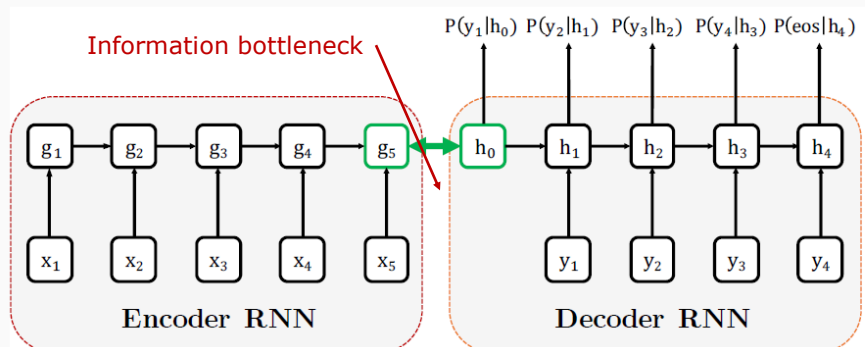 P(y₁|h₀) P(y₂|h₁) P(y₃|h₂) P(y₄|h₃) P(eos|h₄)
Information bottleneck
g₁ g₂ g₃ g₄ g₅ h₀ h₁ h₂ h₃ h₄
x₁ x₂ x₃ x₄ x₅ y₁ y₂ y₃ y₄
Encoder RNN Decoder RNN